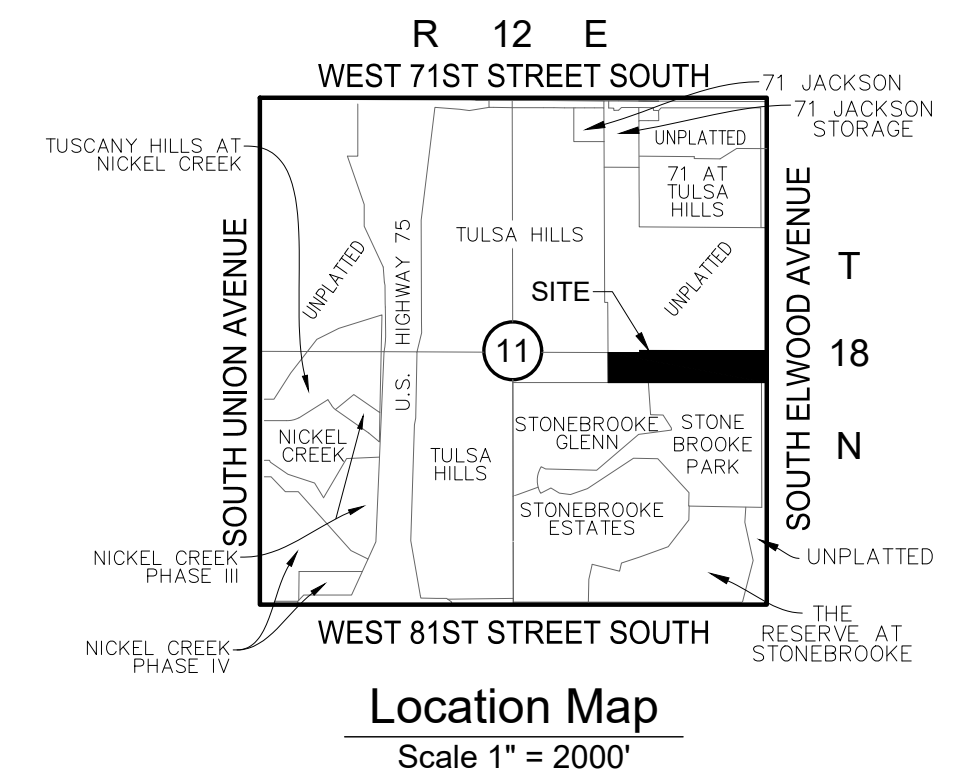 R 12 E
WEST 71ST STREET SOUTH
71 JACKSON
71 JACKSON
STORAGE
TUSCANY HILLS AT
NICKEL CREEK
UNPLATTED
71 AT
TULSA
HILLS
SOUTH UNION AVENUE
UNPLATTED
U.S. HIGHWAY 75
TULSA HILLS
UNPLATTED
SOUTH ELWOOD AVENUE
T
18
N
SITE
11
NICKEL
CREEK
TULSA
HILLS
STONEBROOKE
GLENN
STONE
BROOKE
PARK
STONEBROOKE
ESTATES
NICKEL CREEK
PHASE III
UNPLATTED
NICKEL CREEK
PHASE IV
THE
RESERVE AT
STONEBROOKE
WEST 81ST STREET SOUTH
Location Map
Scale 1" = 2000'